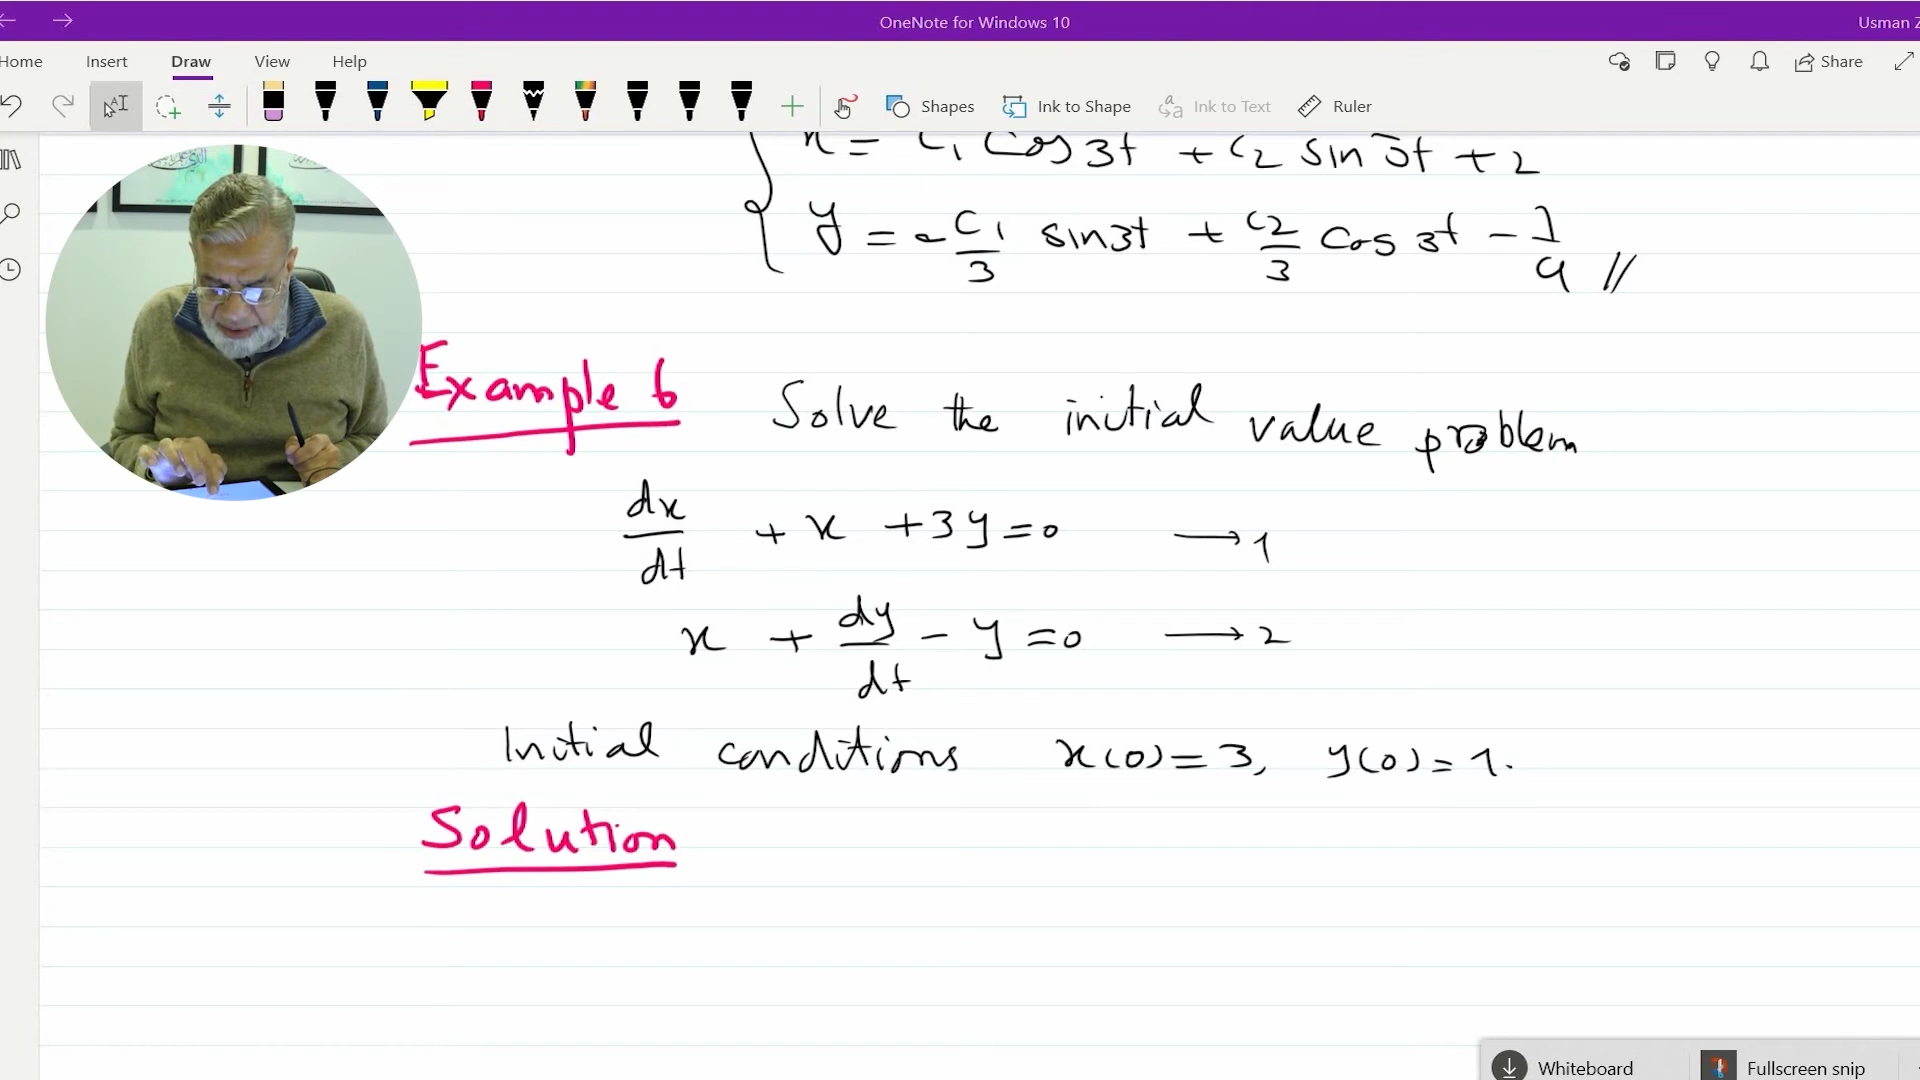 OneNote for Windows 10
Usman Z
Home Insert Draw View Help
Share
Shapes Ink to Shape Ink to Text Ruler
x = C1 Cos 3t + C2 sin 3t + 2
y = - C1/3 sin3t + C2/3 Cos 3t - 7/9 //
Example 6 Solve the initial value problem
dx/dt + x + 3y = 0 → 1
x + dy/dt - y = 0 → 2
Initial conditions x(0) = 3, y(0) = 1.
Solution
Whiteboard Fullscreen snip